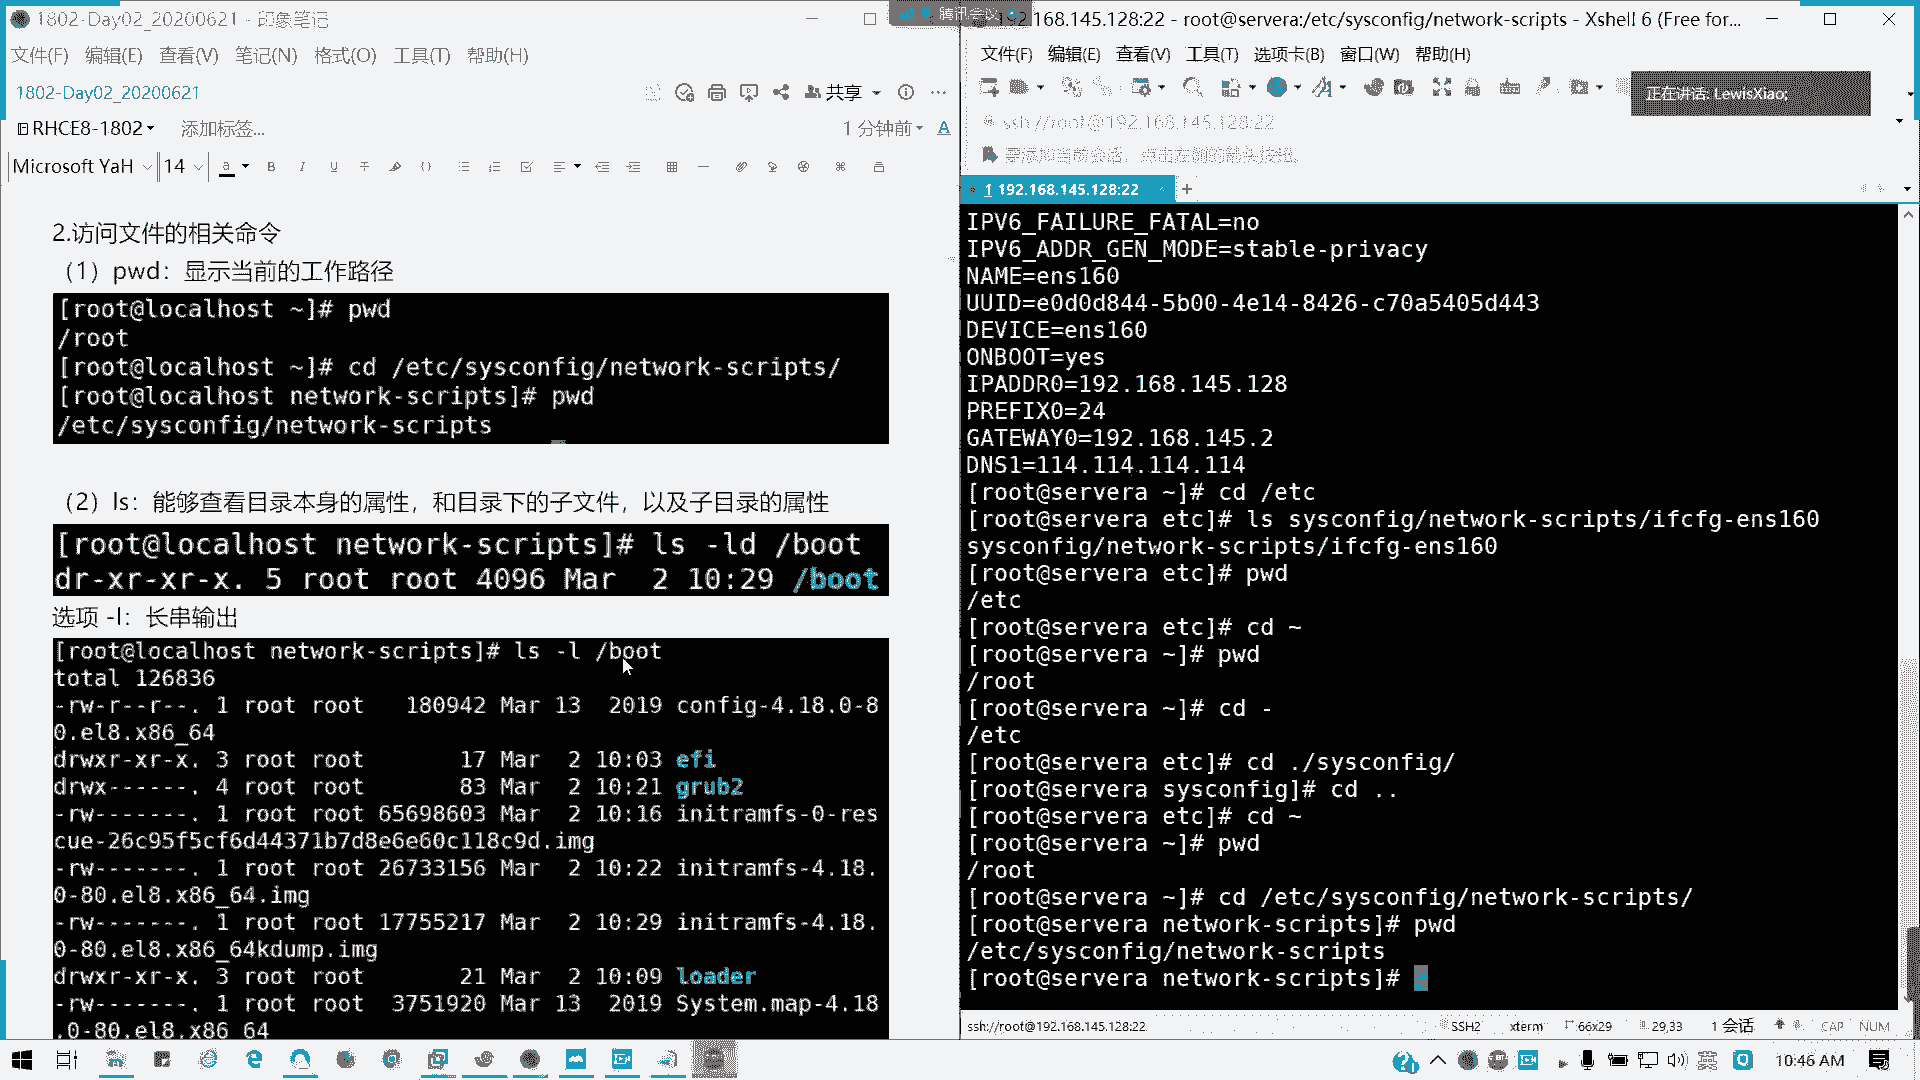 1802-Day02_20200621 - 印象笔记
文件(F) 编辑(E) 查看(V) 笔记(N) 格式(O) 工具(T) 帮助(H)
1802-Day02_20200621
共享
RHCE8-1802
添加标签...
1 分钟前
Microsoft YaH 14
2.访问文件的相关命令
（1）pwd：显示当前的工作路径
[root@localhost ~]# pwd
/root
[root@localhost ~]# cd /etc/sysconfig/network-scripts/
[root@localhost network-scripts]# pwd
/etc/sysconfig/network-scripts
（2）ls：能够查看目录本身的属性，和目录下的子文件，以及子目录的属性
[root@localhost network-scripts]# ls -ld /boot
dr-xr-xr-x. 5 root root 4096 Mar  2 10:29 /boot
选项 -l：长串输出
[root@localhost network-scripts]# ls -l /boot
total 126836
-rw-r--r--. 1 root root   180942 Mar 13  2019 config-4.18.0-8
0.el8.x86_64
drwxr-xr-x. 3 root root       17 Mar  2 10:03 efi
drwx------. 4 root root       83 Mar  2 10:21 grub2
-rw-------. 1 root root 65698603 Mar  2 10:16 initramfs-0-res
cue-26c95f5cf6d44371b7d8e6e60c118c9d.img
-rw-------. 1 root root 26733156 Mar  2 10:22 initramfs-4.18.
0-80.el8.x86_64.img
-rw-------. 1 root root 17755217 Mar  2 10:29 initramfs-4.18.
0-80.el8.x86_64kdump.img
drwxr-xr-x. 3 root root       21 Mar  2 10:09 loader
-rw-------. 1 root root  3751920 Mar 13  2019 System.map-4.18
.0-80.el8.x86_64
腾讯会议
192.168.145.128:22 - root@servera:/etc/sysconfig/network-scripts - Xshell 6 (Free for...
文件(F) 编辑(E) 查看(V) 工具(T) 选项卡(B) 窗口(W) 帮助(H)
正在讲话: LewisXiao;
ssh://root@192.168.145.128:22
要添加当前会话，点击左侧的箭头按钮。
1 192.168.145.128:22
IPV6_FAILURE_FATAL=no
IPV6_ADDR_GEN_MODE=stable-privacy
NAME=ens160
UUID=e0d0d844-5b00-4e14-8426-c70a5405d443
DEVICE=ens160
ONBOOT=yes
IPADDR0=192.168.145.128
PREFIX0=24
GATEWAY0=192.168.145.2
DNS1=114.114.114.114
[root@servera ~]# cd /etc
[root@servera etc]# ls sysconfig/network-scripts/ifcfg-ens160
sysconfig/network-scripts/ifcfg-ens160
[root@servera etc]# pwd
/etc
[root@servera etc]# cd ~
[root@servera ~]# pwd
/root
[root@servera ~]# cd -
/etc
[root@servera etc]# cd ./sysconfig/
[root@servera sysconfig]# cd ..
[root@servera etc]# cd ~
[root@servera ~]# pwd
/root
[root@servera ~]# cd /etc/sysconfig/network-scripts/
[root@servera network-scripts]# pwd
/etc/sysconfig/network-scripts
[root@servera network-scripts]#
ssh://root@192.168.145.128:22 SSH2 xterm 66x29 29,33 1 会话 CAP NUM
10:46 AM